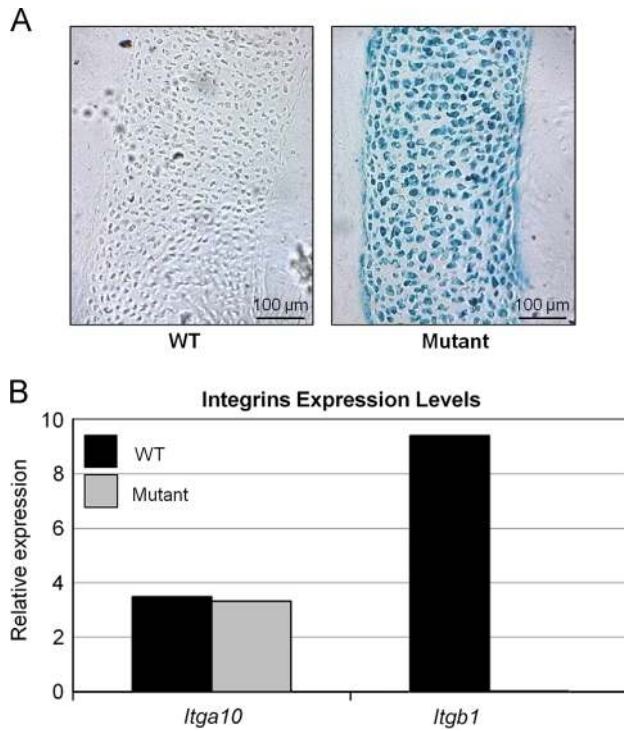 A
100 µm
100 µm
WT
Mutant
B
Integrins Expression Levels
10
8
6
4
2
0
Relative expression
WT
Mutant
Itga10
Itgb1